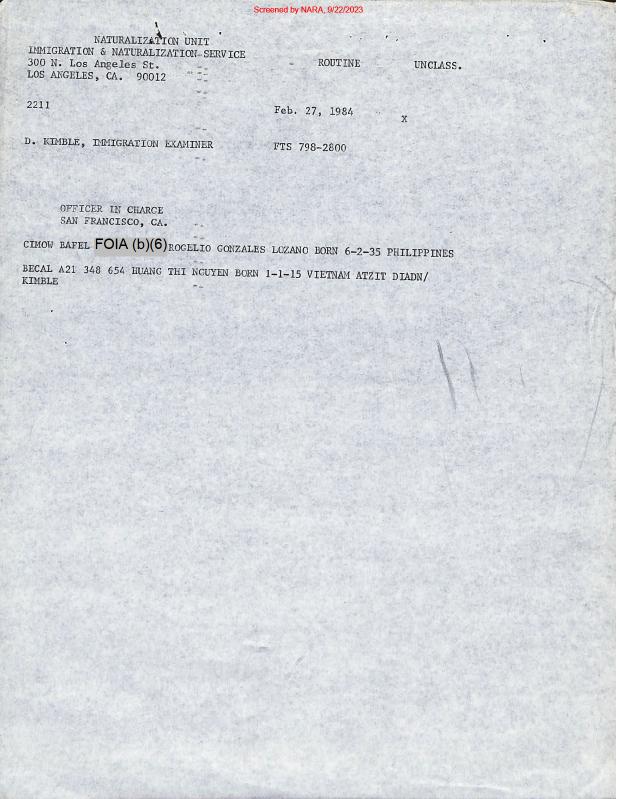 Screened by NARA, 9/22/2023
NATURALIZATION UNIT
IMMIGRATION & NATURALIZATION SERVICE
300 N. Los Angeles St. ROUTINE UNCLASS.
LOS ANGELES, CA. 90012
2211 Feb. 27, 1984 X
D. KIMBLE, IMMIGRATION EXAMINER FTS 798-2800
OFFICER IN CHARGE
SAN FRANCISCO, CA.
CIMOW BAFEL FOIA (b)(6) ROGELIO GONZALES LOZANO BORN 6-2-35 PHILIPPINES
BECAL A21 348 654 HUANG THI NGUYEN BORN 1-1-15 VIETNAM ATZIT DIADN/
KIMBLE